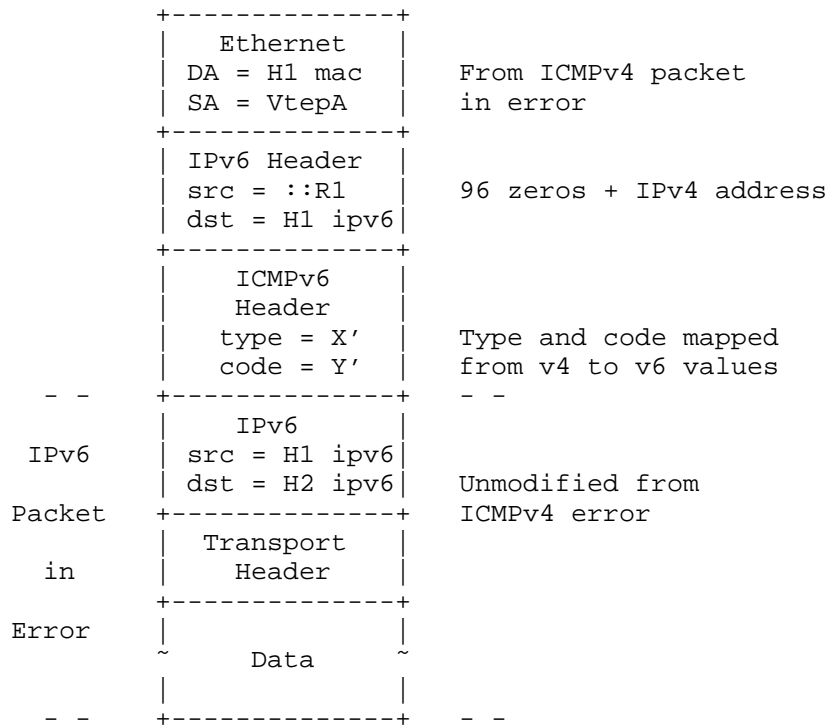 +--------------+
|   Ethernet   |
| DA = H1 mac  |   From ICMPv4 packet
| SA = VtepA   |   in error
+--------------+
| IPv6 Header  |
| src = ::R1   |   96 zeros + IPv4 address
| dst = H1 ipv6|
+--------------+
|    ICMPv6    |
|    Header    |
|   type = X'  |   Type and code mapped
|   code = Y'  |   from v4 to v6 values
- -    +--------------+   - -
|     IPv6     |
IPv6    | src = H1 ipv6|
| dst = H2 ipv6|   Unmodified from
Packet   +--------------+   ICMPv4 error
|  Transport   |
in     |    Header    |
+--------------+
Error   |              |
~     Data     ~
|              |
- -    +--------------+   - -